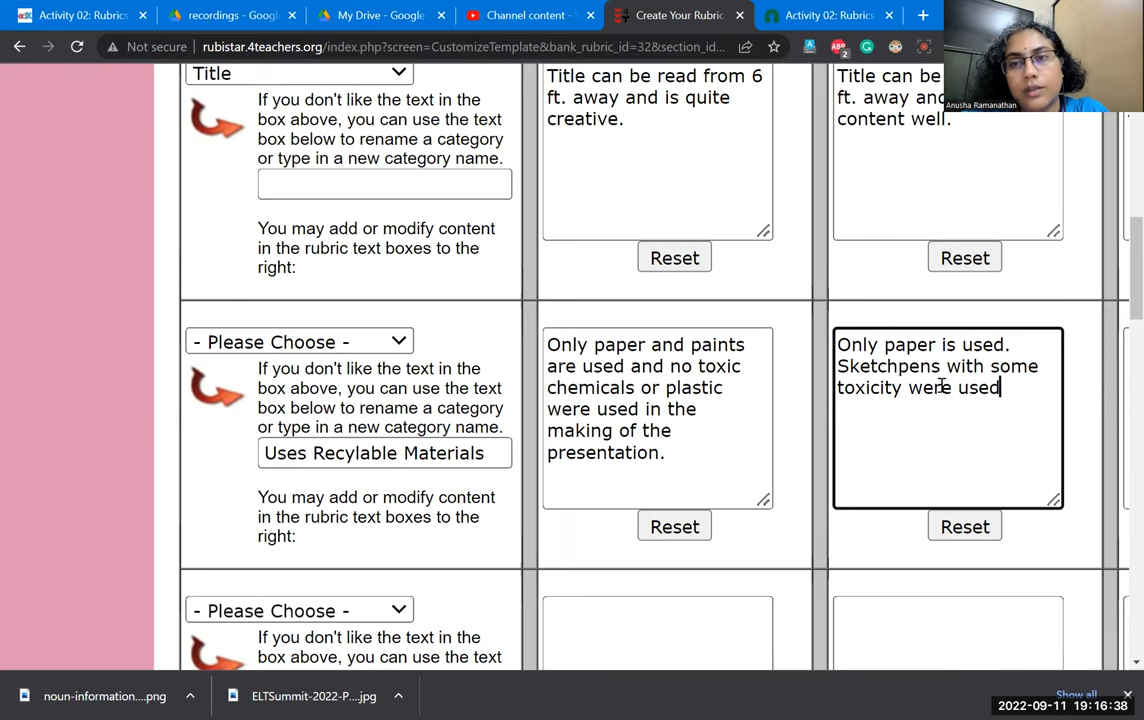 Activity 02: Rubrics
recordings - Googl
My Drive - Google
Channel content - Y
Create Your Rubric
Activity 02: Rubrics
Not secure
rubistar.4teachers.org/index.php?screen=CustomizeTemplate&bank_rubric_id=32&section_id...
2
Anusha Ramanathan
Title
Title can be read from 6
ft. away and is quite
creative.
Title can be
ft. away and
content well.
If you don't like the text in the
box above, you can use the text
box below to rename a category
or type in a new category name.
You may add or modify content
in the rubric text boxes to the
right:
Reset
Reset
- Please Choose -
If you don't like the text in the
box above, you can use the text
box below to rename a category
or type in a new category name.
Uses Recylable Materials
You may add or modify content
in the rubric text boxes to the
right:
Only paper and paints
are used and no toxic
chemicals or plastic
were used in the
making of the
presentation.
Reset
Only paper is used.
Sketchpens with some
toxicity were used
Reset
- Please Choose -
If you don't like the text in the
box above, you can use the text
noun-information....png
ELTSummit-2022-P....jpg
Show all
2022-09-11 19:16:38